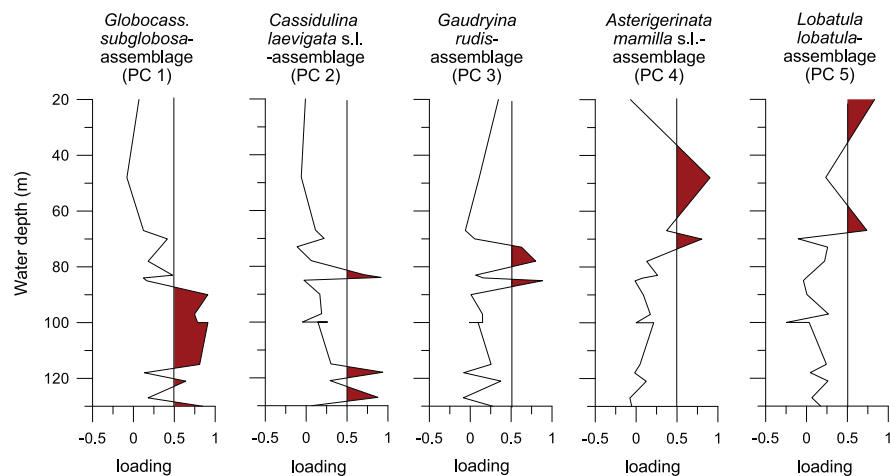 Globocass.
subglobosa-
assemblage
(PC 1)
Cassidulina
laevigata s.l.
-assemblage
(PC 2)
Gaudryina
rudis-
assemblage
(PC 3)
Asterigerinata
mamilla s.l.-
assemblage
(PC 4)
Lobatula
lobatula-
assemblage
(PC 5)
Water depth (m)
20
40
60
80
100
120
-0.5 0 0.5 1
-0.5 0 0.5 1
-0.5 0 0.5 1
-0.5 0 0.5 1
-0.5 0 0.5 1
loading
loading
loading
loading
loading